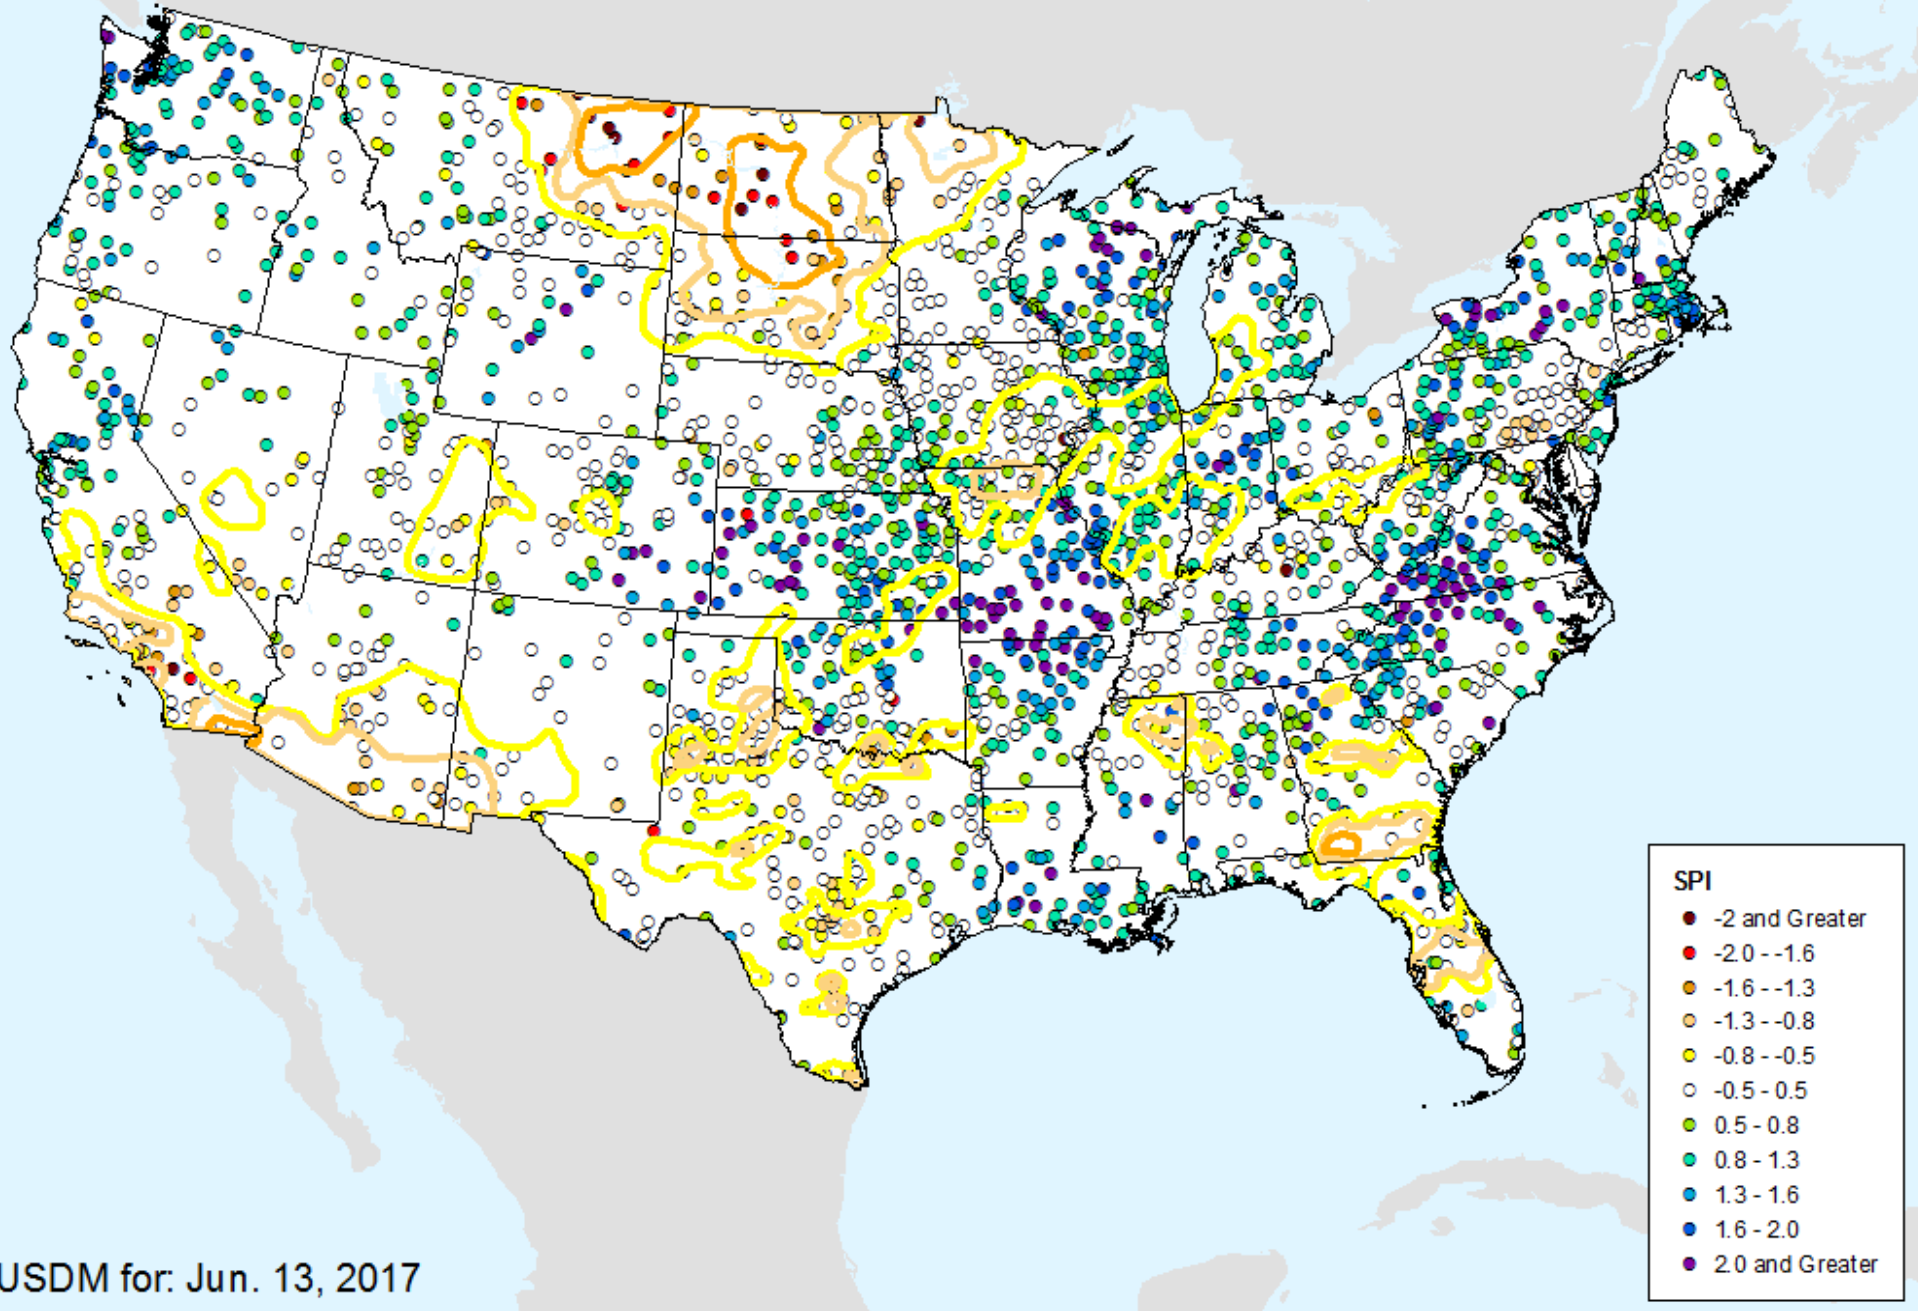 SPI
-2 and Greater
-2.0 - -1.6
-1.6 - -1.3
-1.3 - -0.8
-0.8 - -0.5
-0.5 - 0.5
0.5 - 0.8
0.8 - 1.3
1.3 - 1.6
1.6 - 2.0
2.0 and Greater
USDM for: Jun. 13, 2017